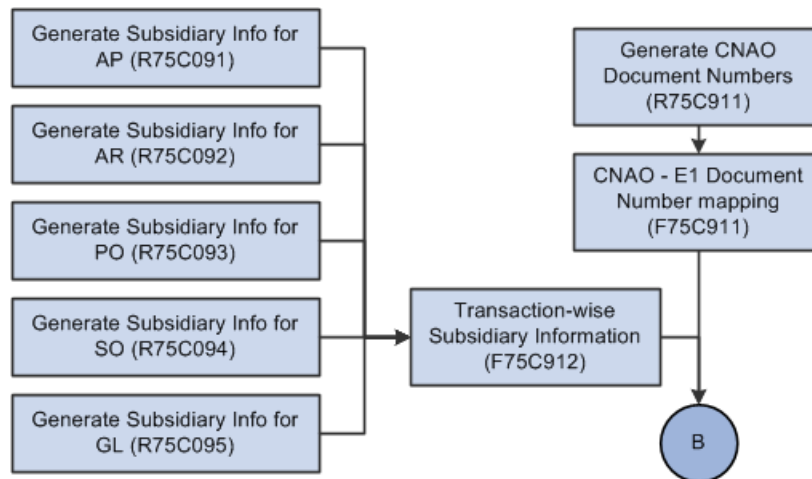 Generate Subsidiary Info for
AP (R75C091)
Generate Subsidiary Info for
AR (R75C092)
Generate Subsidiary Info for
PO (R75C093)
Generate Subsidiary Info for
SO (R75C094)
Generate Subsidiary Info for
GL (R75C095)
Transaction-wise
Subsidiary Information
(F75C912)
Generate CNAO
Document Numbers
(R75C911)
CNAO - E1 Document
Number mapping
(F75C911)
B